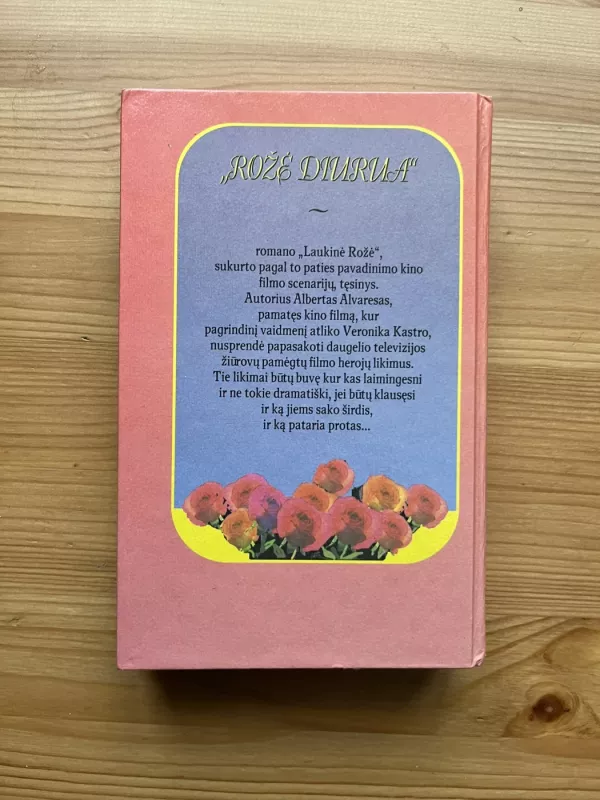 „ROŽĖ DIURUA“
~
romano „Laukinė Rožė“,
sukurto pagal to paties pavadinimo kino
filmo scenarijų, tęsinys.
Autorius Albertas Alvaresas,
pamatęs kino filmą, kur
pagrindinį vaidmenį atliko Veronika Kastro,
nusprendė papasakoti daugelio televizijos
žiūrovų pamėgtų filmo herojų likimus.
Tie likimai būtų buvę kur kas laimingesni
ir ne tokie dramatiški, jei būtų klausęsi
ir ką jiems sako širdis,
ir ką pataria protas...